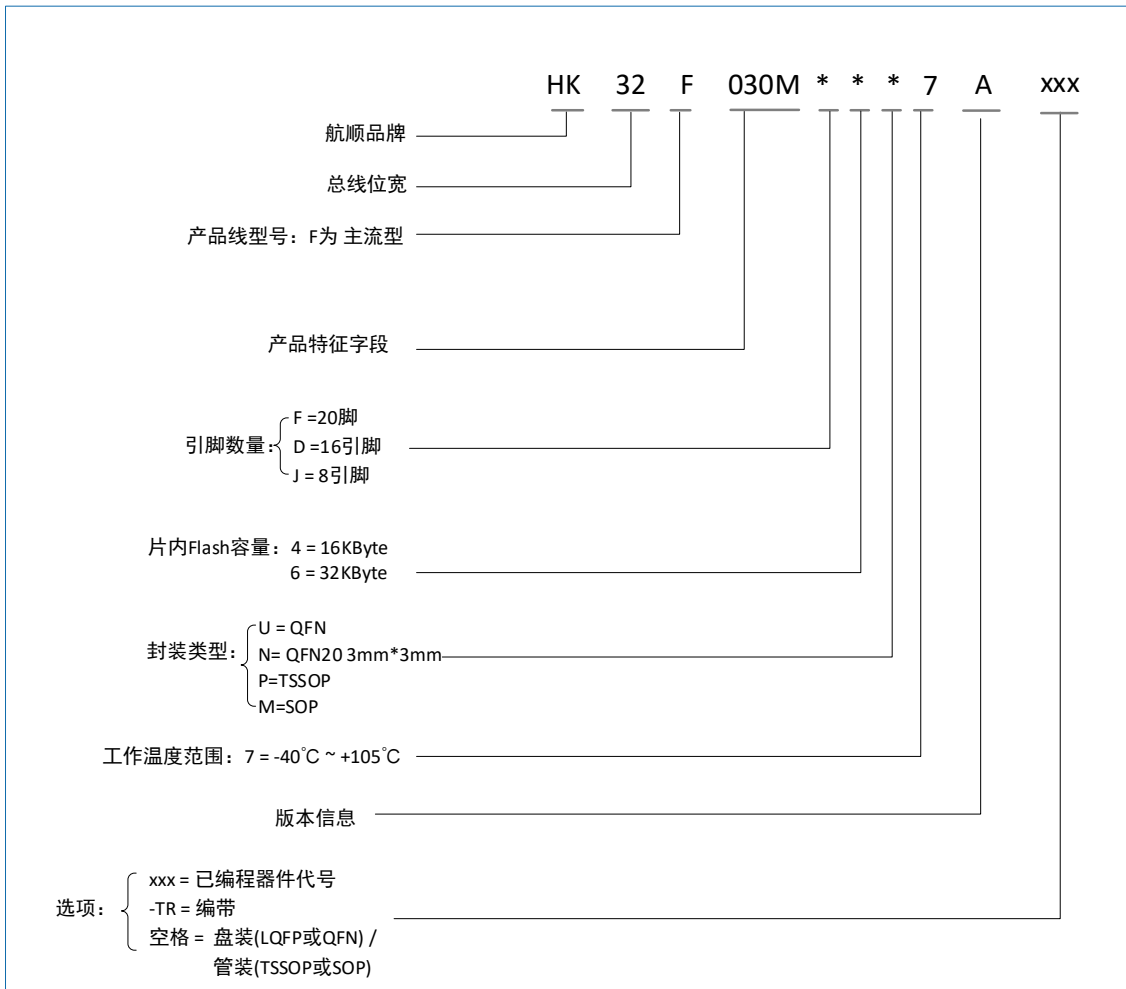 HK 32 F 030M * * * 7 A xxx
航顺品牌
总线位宽
产品线型号：F为 主流型
产品特征字段
F =20脚
引脚数量：
D =16引脚
J = 8引脚
片内Flash容量：4 = 16KByte
6 = 32KByte
U = QFN
封装类型：
N= QFN20 3mm*3mm
P=TSSOP
M=SOP
工作温度范围：7 = -40℃ ~ +105℃
版本信息
xxx = 已编程器件代号
选项：
-TR = 编带
空格 = 盘装(LQFP或QFN) /
管装(TSSOP或SOP)